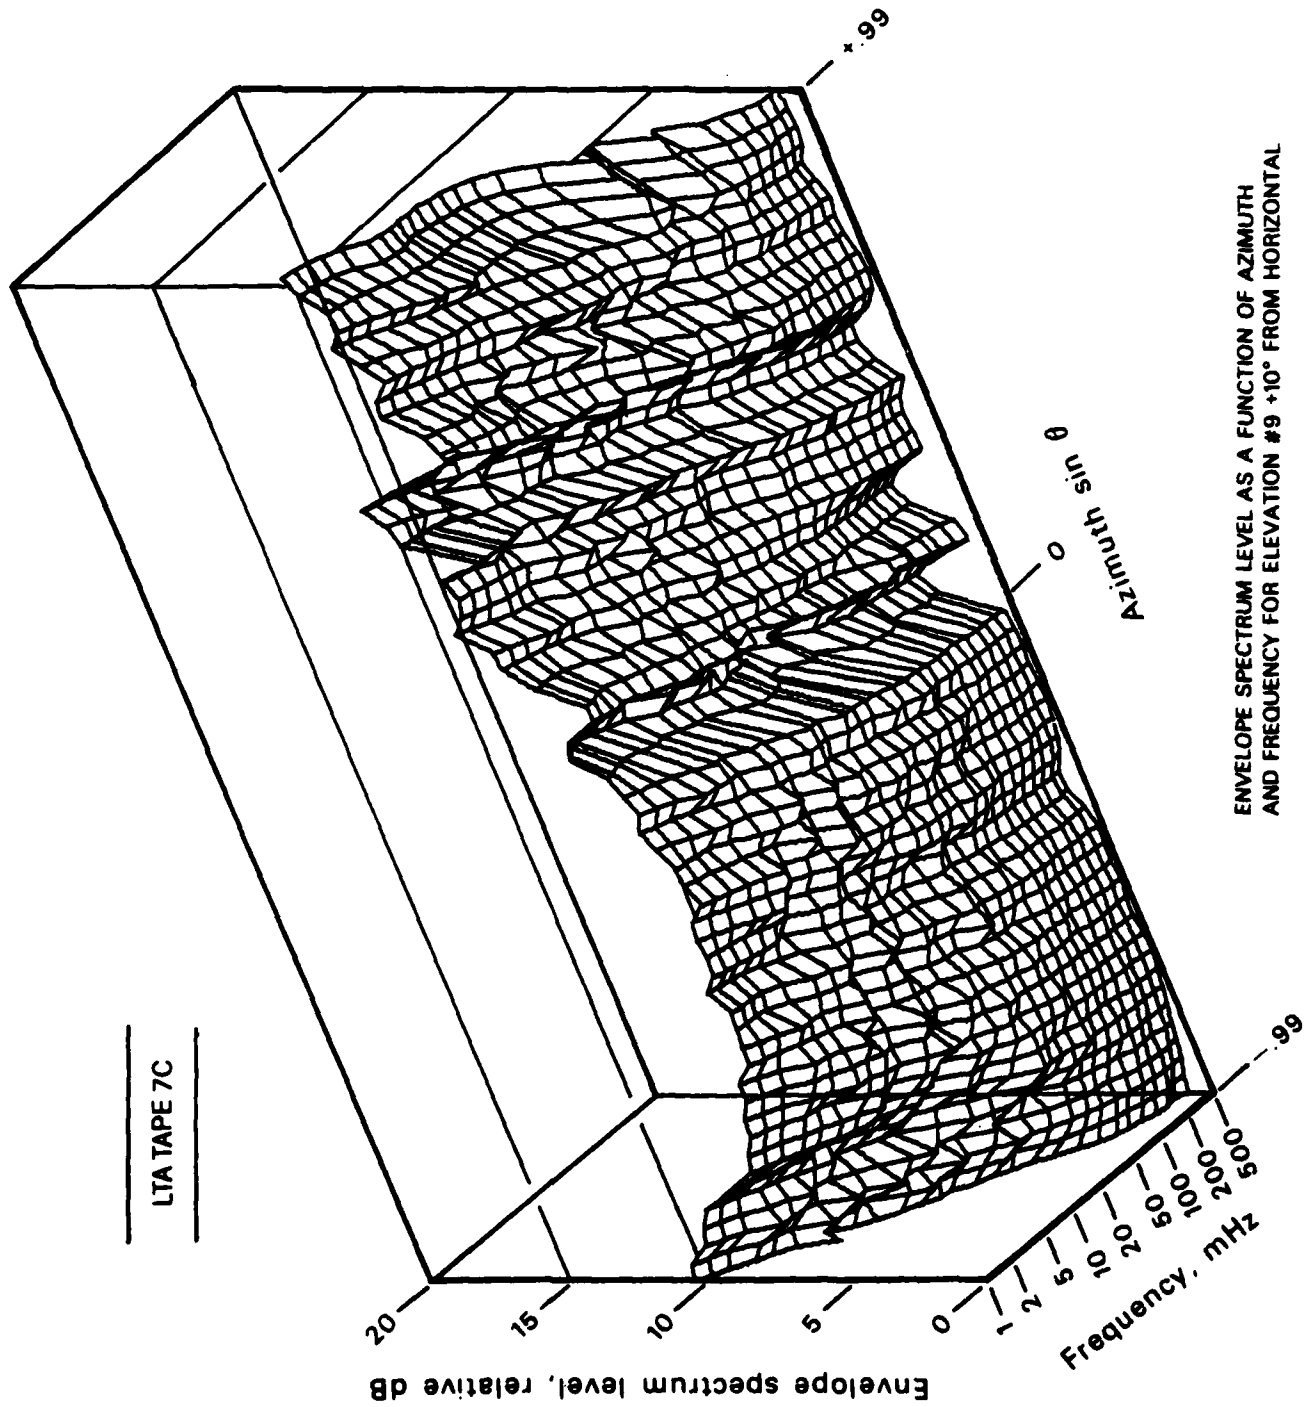 LTA TAPE 7C
Envelope spectrum level, relative dB
20
15
10
5
0
Frequency, mHz
1
2
5
10
20
50
100
200
500
Azimuth sin θ
-.99
0
+.99
ENVELOPE SPECTRUM LEVEL AS A FUNCTION OF AZIMUTH
AND FREQUENCY FOR ELEVATION #9 +10° FROM HORIZONTAL